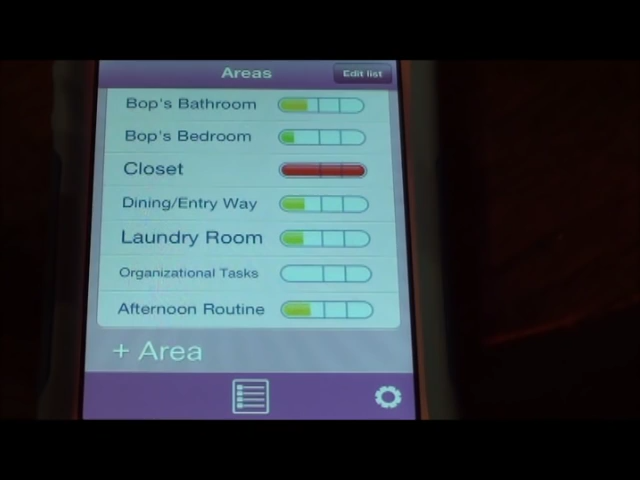 Areas
Edit list
Bop's Bathroom
Bop's Bedroom
Closet
Dining/Entry Way
Laundry Room
Organizational Tasks
Afternoon Routine
+ Area